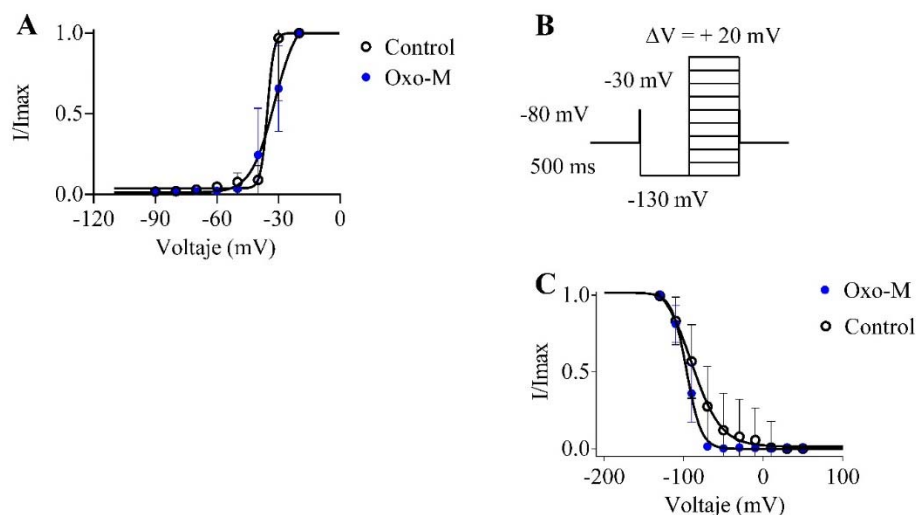 A
I/Imax
1.0
0.5
0.0
-120
-90
-60
-30
0
Voltaje (mV)
Control
Oxo-M
B
ΔV = + 20 mV
-30 mV
-80 mV
500 ms
-130 mV
C
I/Imax
1.0
0.5
0.0
-200
-100
0
100
Voltaje (mV)
Oxo-M
Control